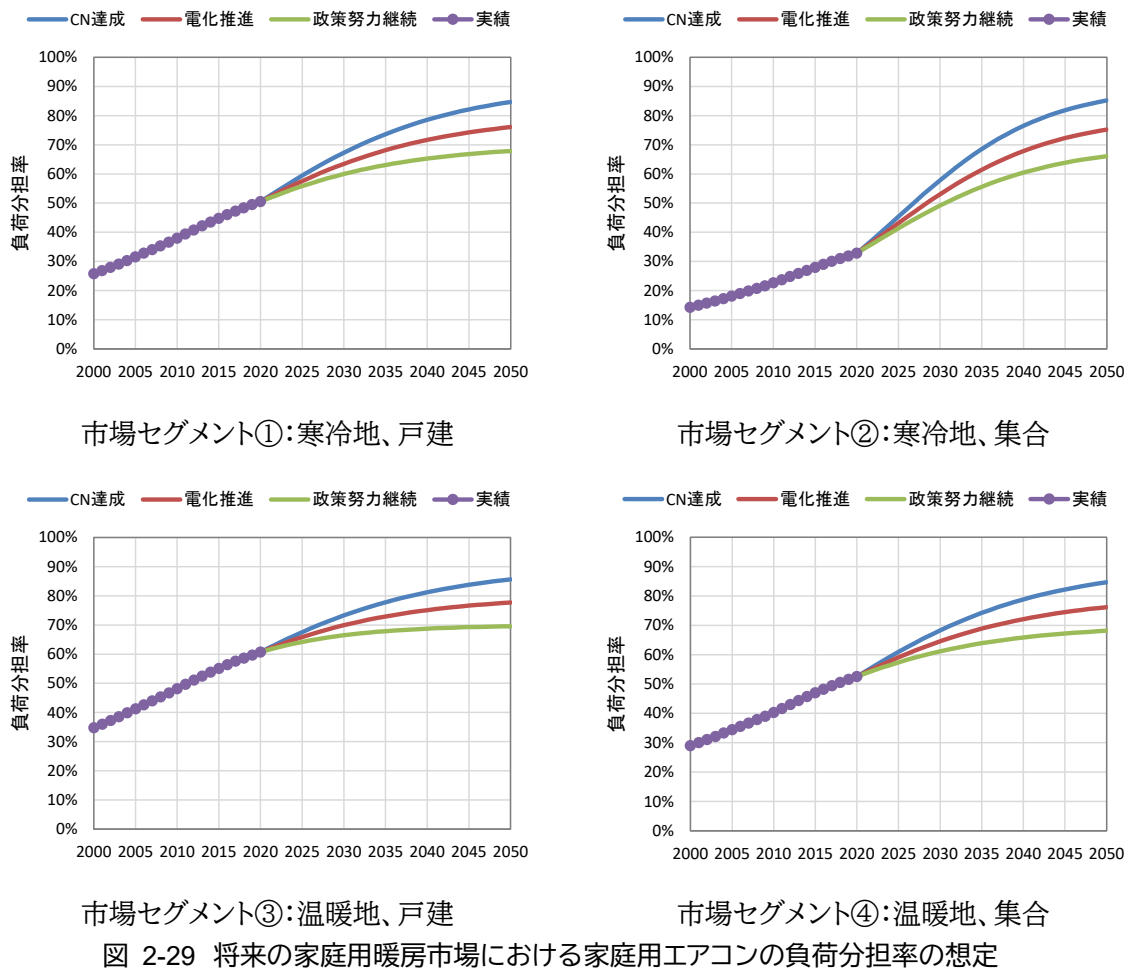 CN達成 電化推進 政策努力継続 実績
100%
90%
80%
70%
60%
50%
40%
30%
20%
10%
0%
負荷分担率
2000 2005 2010 2015 2020 2025 2030 2035 2040 2045 2050
市場セグメント①：寒冷地、戸建
CN達成 電化推進 政策努力継続 実績
100%
90%
80%
70%
60%
50%
40%
30%
20%
10%
0%
負荷分担率
2000 2005 2010 2015 2020 2025 2030 2035 2040 2045 2050
市場セグメント②：寒冷地、集合
CN達成 電化推進 政策努力継続 実績
100%
90%
80%
70%
60%
50%
40%
30%
20%
10%
0%
負荷分担率
2000 2005 2010 2015 2020 2025 2030 2035 2040 2045 2050
市場セグメント③：温暖地、戸建
CN達成 電化推進 政策努力継続 実績
100%
90%
80%
70%
60%
50%
40%
30%
20%
10%
0%
負荷分担率
2000 2005 2010 2015 2020 2025 2030 2035 2040 2045 2050
市場セグメント④：温暖地、集合
図 2-29 将来の家庭用暖房市場における家庭用エアコンの負荷分担率の想定